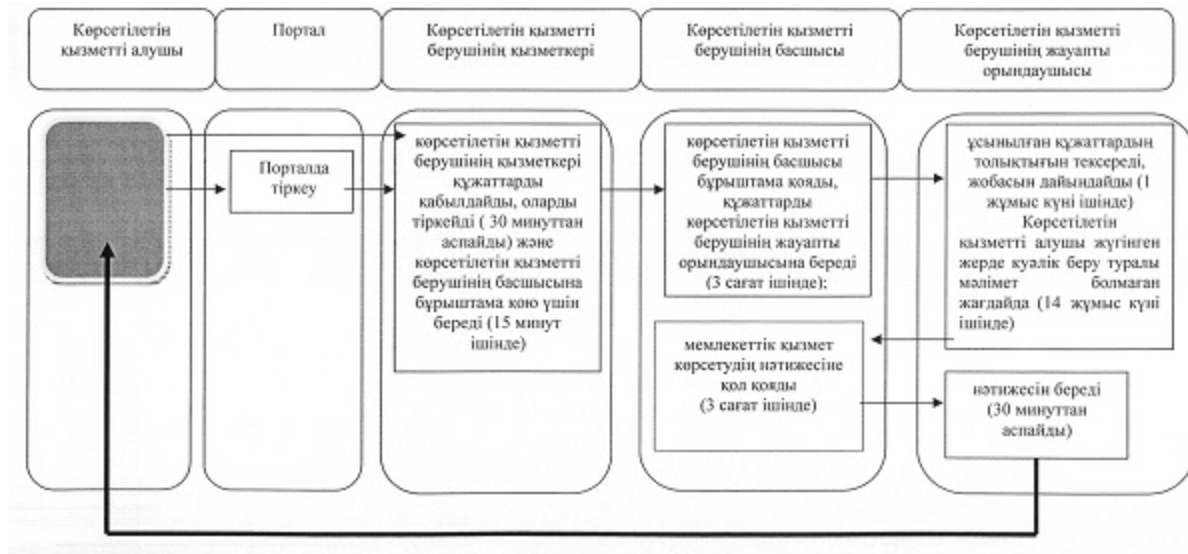 Көрсетілетін
қызметті алушы
Портал
Көрсетілетін қызметті
берушінің қызметкері
Көрсетілетін қызметті
берушінің басшысы
Көрсетілетін қызметті
берушінің жауапты
орындаушысы
Порталда
тіркеу
көрсетілетін қызметті
берушінің қызметкері
құжаттарды
қабылдайды, оларды
тіркейді ( 30 минуттан
аспайды) және
көрсетілетін қызметті
берушінің басшысына
бұрыштама қою үшін
береді (15 минут
ішінде)
көрсетілетін қызметті
берушінің басшысы
бұрыштама қояды,
құжаттарды
көрсетілетін қызметті
берушінің жауапты
орындаушысына береді
(3 сағат ішінде);
мемлекеттік қызмет
көрсетудің нәтижесіне
қол қояды
(3 сағат ішінде)
ұсынылған құжаттардың
толықтығын тексереді,
жобасын дайындайды (1
жұмыс күні ішінде)
Көрсетілетін
қызметті алушы жүгінген
жерде куәлік беру туралы
мәлімет болмаған
жағдайда (14 жұмыс күні
ішінде)
нәтижесін береді
(30 минуттан
аспайды)